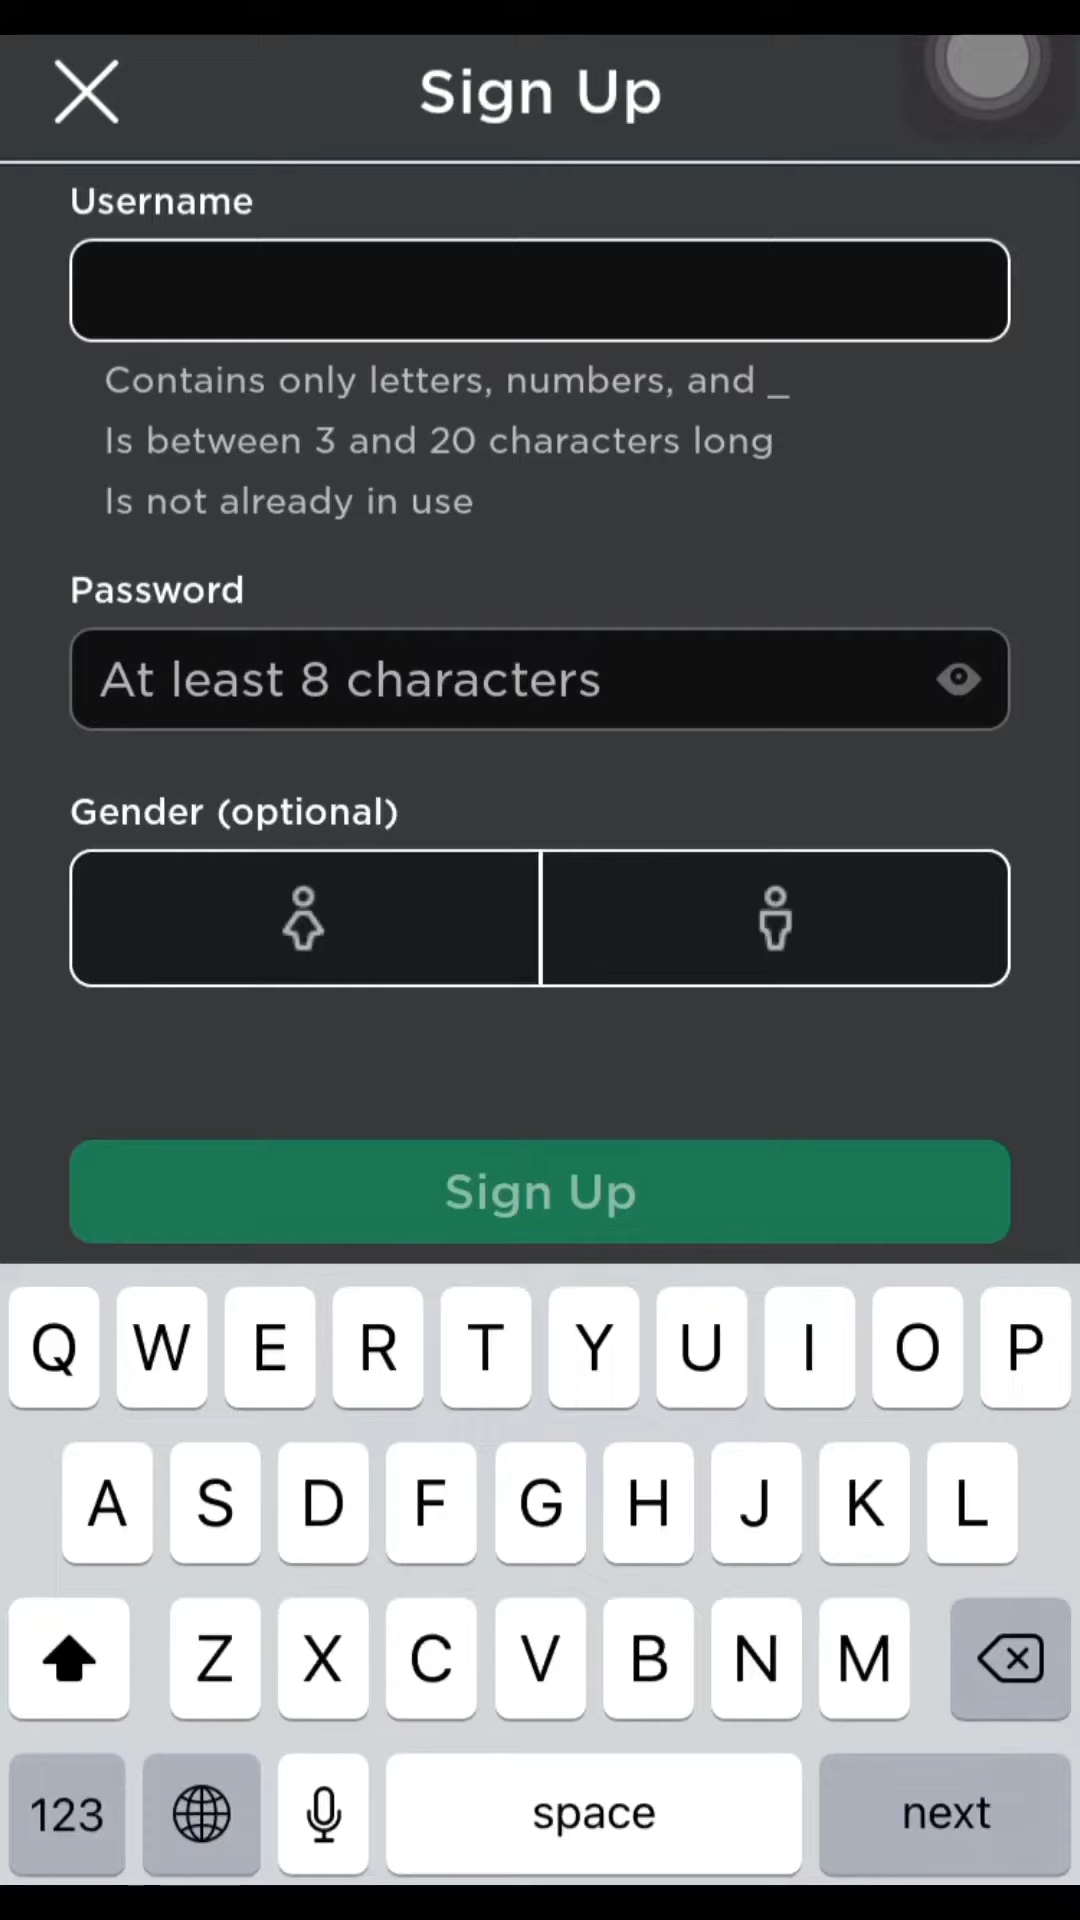 Sign Up
Username
Contains only letters, numbers, and _
Is between 3 and 20 characters long
Is not already in use
Password
At least 8 characters
Gender (optional)
Sign Up
Q W E R T Y U I O P
A S D F G H J K L
Z X C V B N M
123 space next